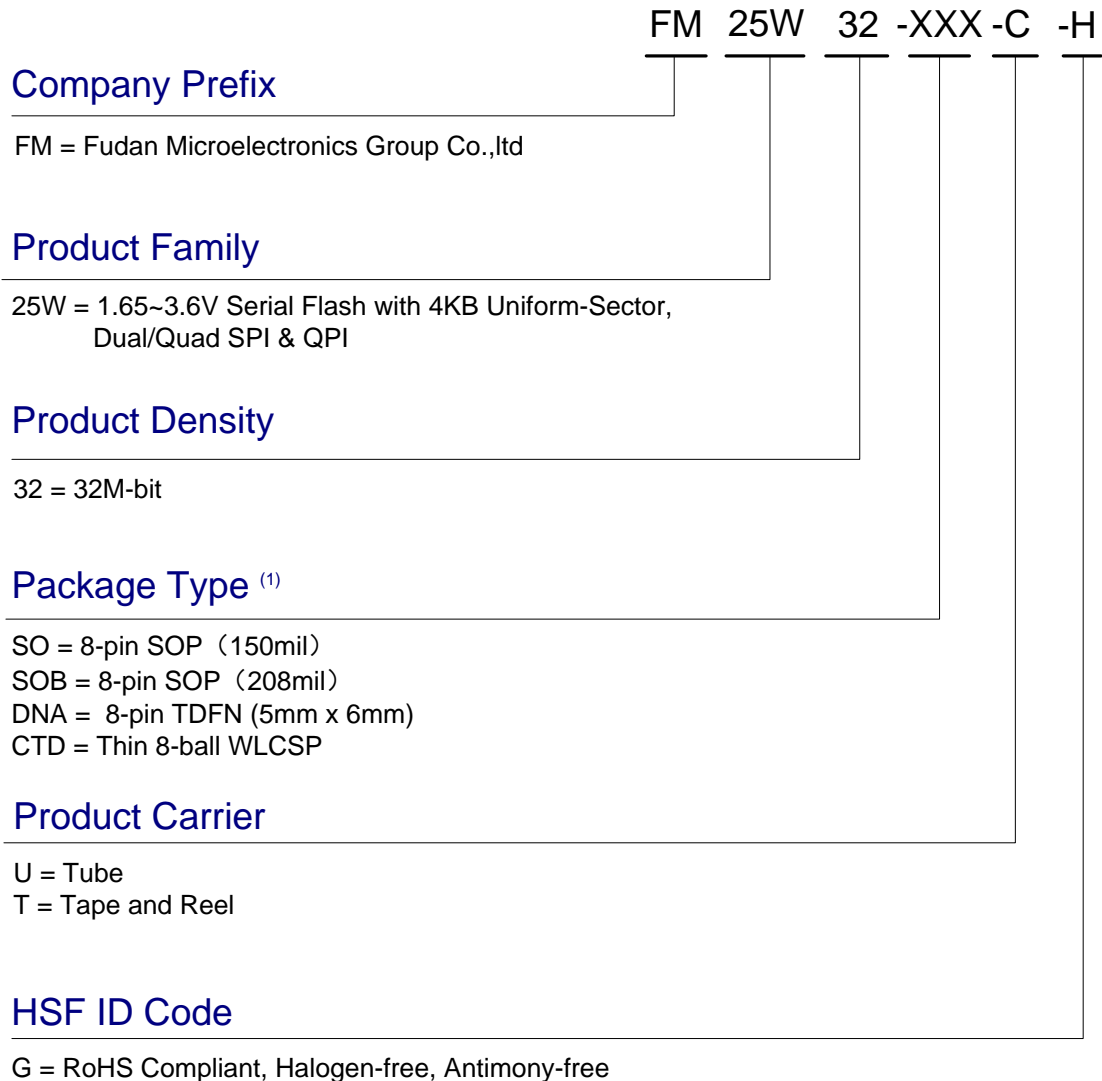 FM 25W 32 -XXX -C -H
Company Prefix
FM = Fudan Microelectronics Group Co.,ltd
Product Family
25W = 1.65~3.6V Serial Flash with 4KB Uniform-Sector,
Dual/Quad SPI & QPI
Product Density
32 = 32M-bit
Package Type (1)
SO = 8-pin SOP（150mil）
SOB = 8-pin SOP（208mil）
DNA = 8-pin TDFN (5mm x 6mm)
CTD = Thin 8-ball WLCSP
Product Carrier
U = Tube
T = Tape and Reel
HSF ID Code
G = RoHS Compliant, Halogen-free, Antimony-free